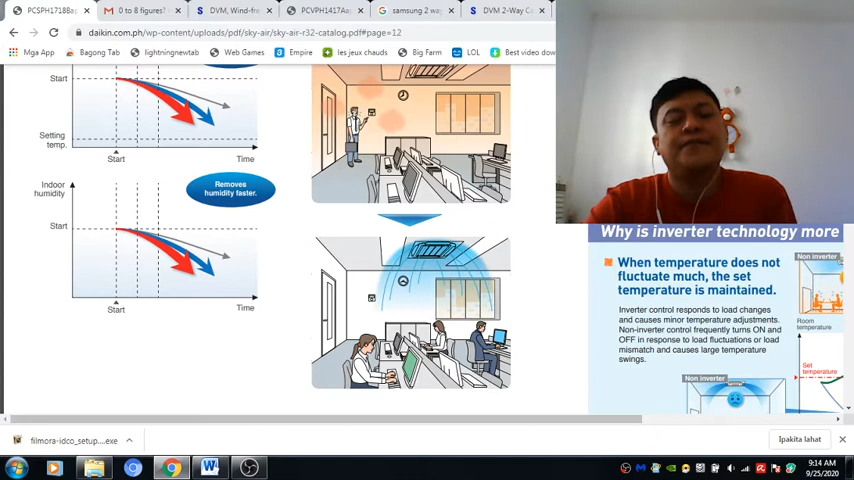 PCSPH1718Bap
0 to 8 figures?
DVM, Wind-fre
PCVPH1417Aa
samsung 2 way
DVM 2-Way Ca
daikin.com.ph/wp-content/uploads/pdf/sky-air/sky-air-r32-catalog.pdf#page=12
Mga App
Bagong Tab
lightningnewtab
Web Games
Empire
les jeux chauds
Big Farm
LOL
Best video dow
Start
Setting
temp.
Start
Time
Indoor
humidity
Removes
humidity faster.
Start
Start
Time
Why is inverter technology more
When temperature does not
fluctuate much, the set
temperature is maintained.
Inverter control responds to load changes
and causes minor temperature adjustments.
Non-inverter control frequently turns ON and
OFF in response to load fluctuations or load
mismatch and causes large temperature
swings.
Non inverter
Room
temperature
Set
temperature
Non inverter
filmora-idco_setup....exe
Ipakita lahat
9:14 AM
9/25/2020